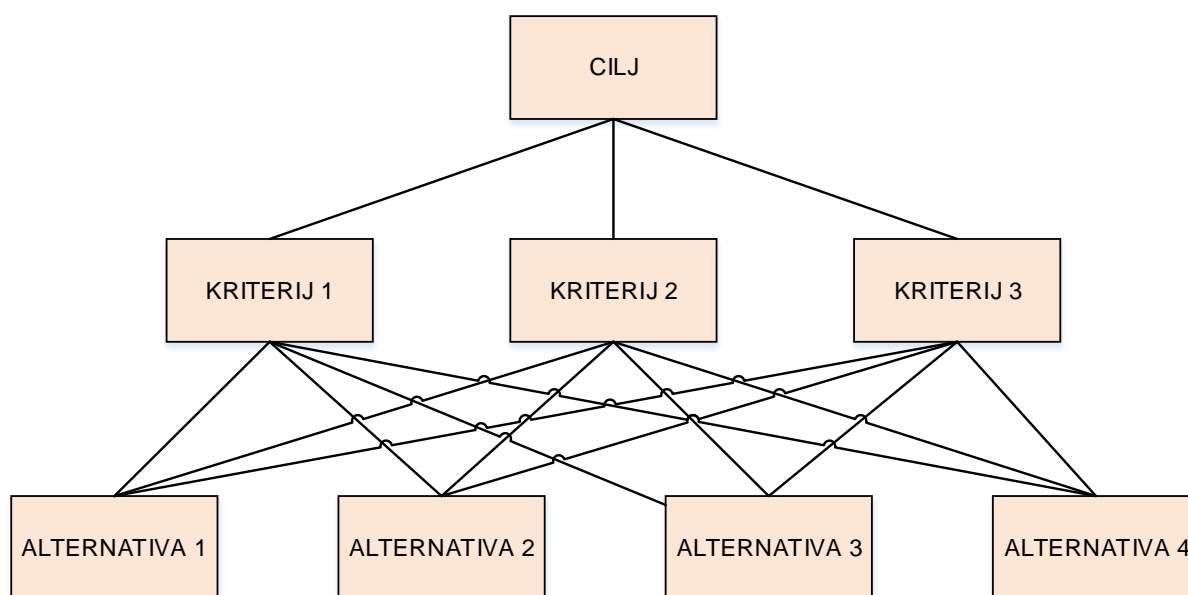 CILJ
KRITERIJ 1
KRITERIJ 2
KRITERIJ 3
ALTERNATIVA 1
ALTERNATIVA 2
ALTERNATIVA 3
ALTERNATIVA 4